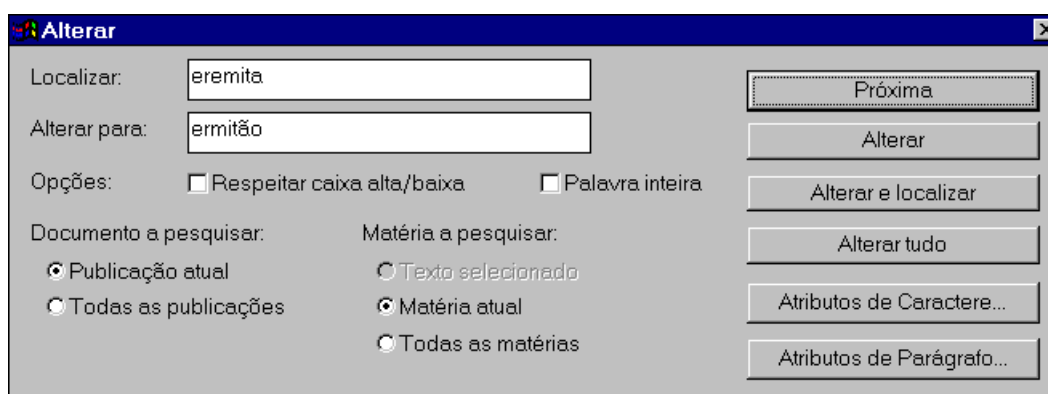 Alterar
Localizar: eremita
Próxima
Alterar para: ermitão
Alterar
Opções: Respeitar caixa alta/baixa Palavra inteira
Alterar e localizar
Documento a pesquisar: Matéria a pesquisar:
Alterar tudo
Publicação atual Texto selecionado
Todas as publicações Matéria atual
Atributos de Caractere...
Todas as matérias
Atributos de Parágrafo...